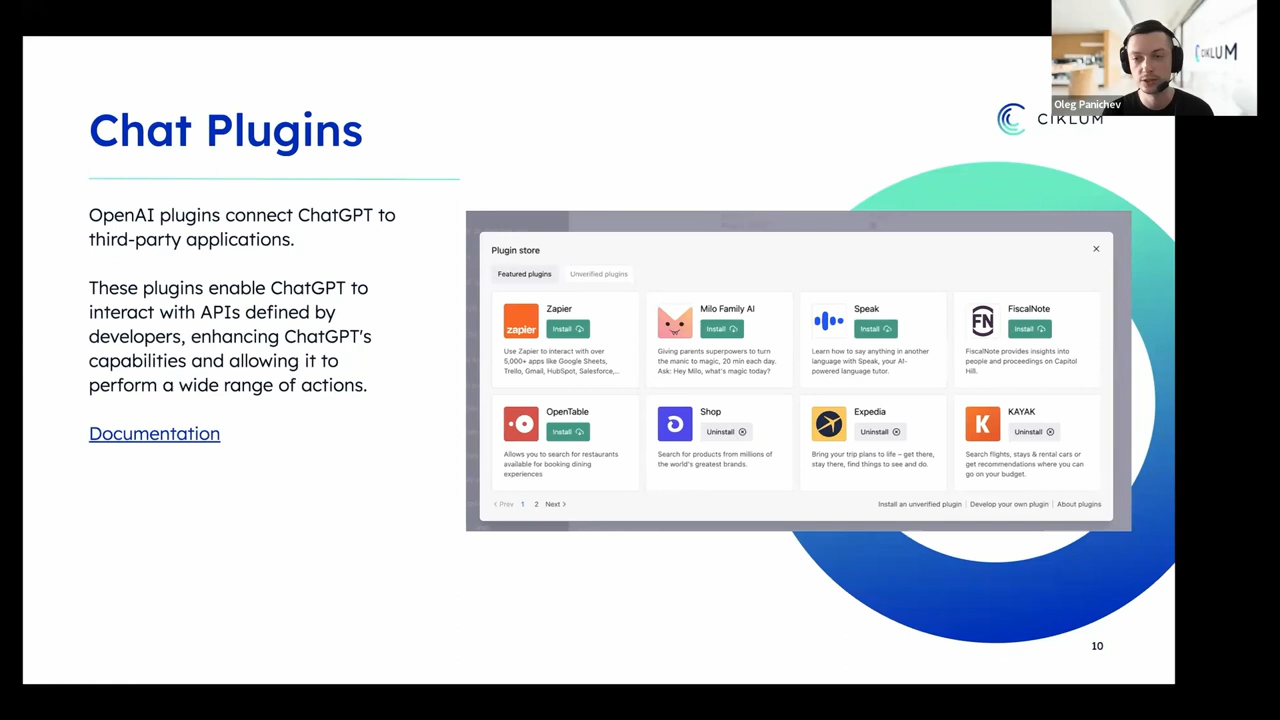 CIKLUM
Oleg Panichev
CIKLUM
Chat Plugins
OpenAI plugins connect ChatGPT to
third-party applications.
These plugins enable ChatGPT to
interact with APIs defined by
developers, enhancing ChatGPT's
capabilities and allowing it to
perform a wide range of actions.
Documentation
Plugin store
Featured plugins
Unverified plugins
zapier
Zapier
Install
Use Zapier to interact with over
5,000+ apps like Google Sheets,
Trello, Gmail, HubSpot, Salesforce,...
Milo Family AI
Install
Giving parents superpowers to turn
the manic to magic, 20 min each day.
Ask: Hey Milo, what's magic today?
Speak
Install
Learn how to say anything in another
language with Speak, your AI-
powered language tutor.
FN
FiscalNote
Install
FiscalNote provides insights into
people and proceedings on Capitol
Hill.
OpenTable
Install
Allows you to search for restaurants
available for booking dining
experiences
Shop
Uninstall
Search for products from millions of
the world's greatest brands.
Expedia
Uninstall
Bring your trip plans to life – get there,
stay there, find things to see and do.
K
KAYAK
Uninstall
Search flights, stays & rental cars or
get recommendations where you can
go on your budget.
< Prev 1 2 Next >
Install an unverified plugin | Develop your own plugin | About plugins
10